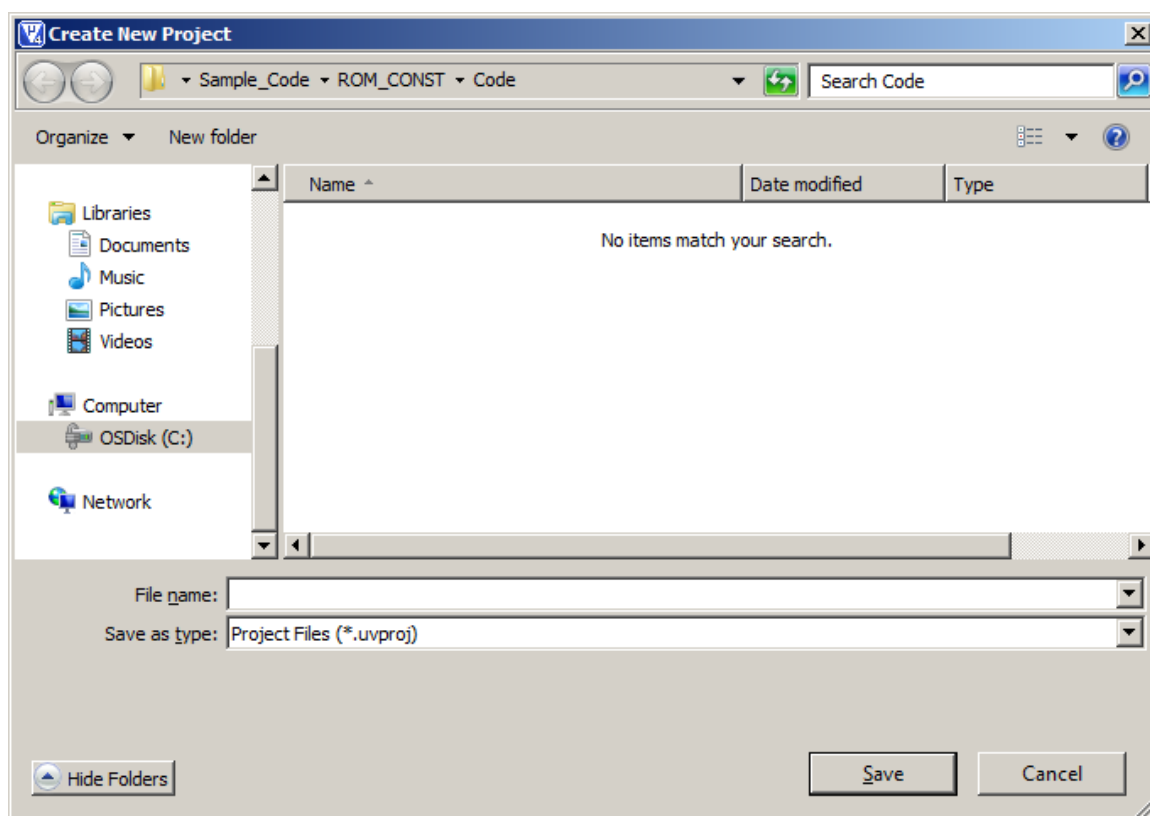 Create New Project
Sample_Code ROM_CONST Code Search Code
Organize New folder
Name Date modified Type
No items match your search.
Libraries
Documents
Music
Pictures
Videos
Computer
OSDisk (C:)
Network
File name:
Save as type: Project Files (*.uvproj)
Hide Folders Save Cancel